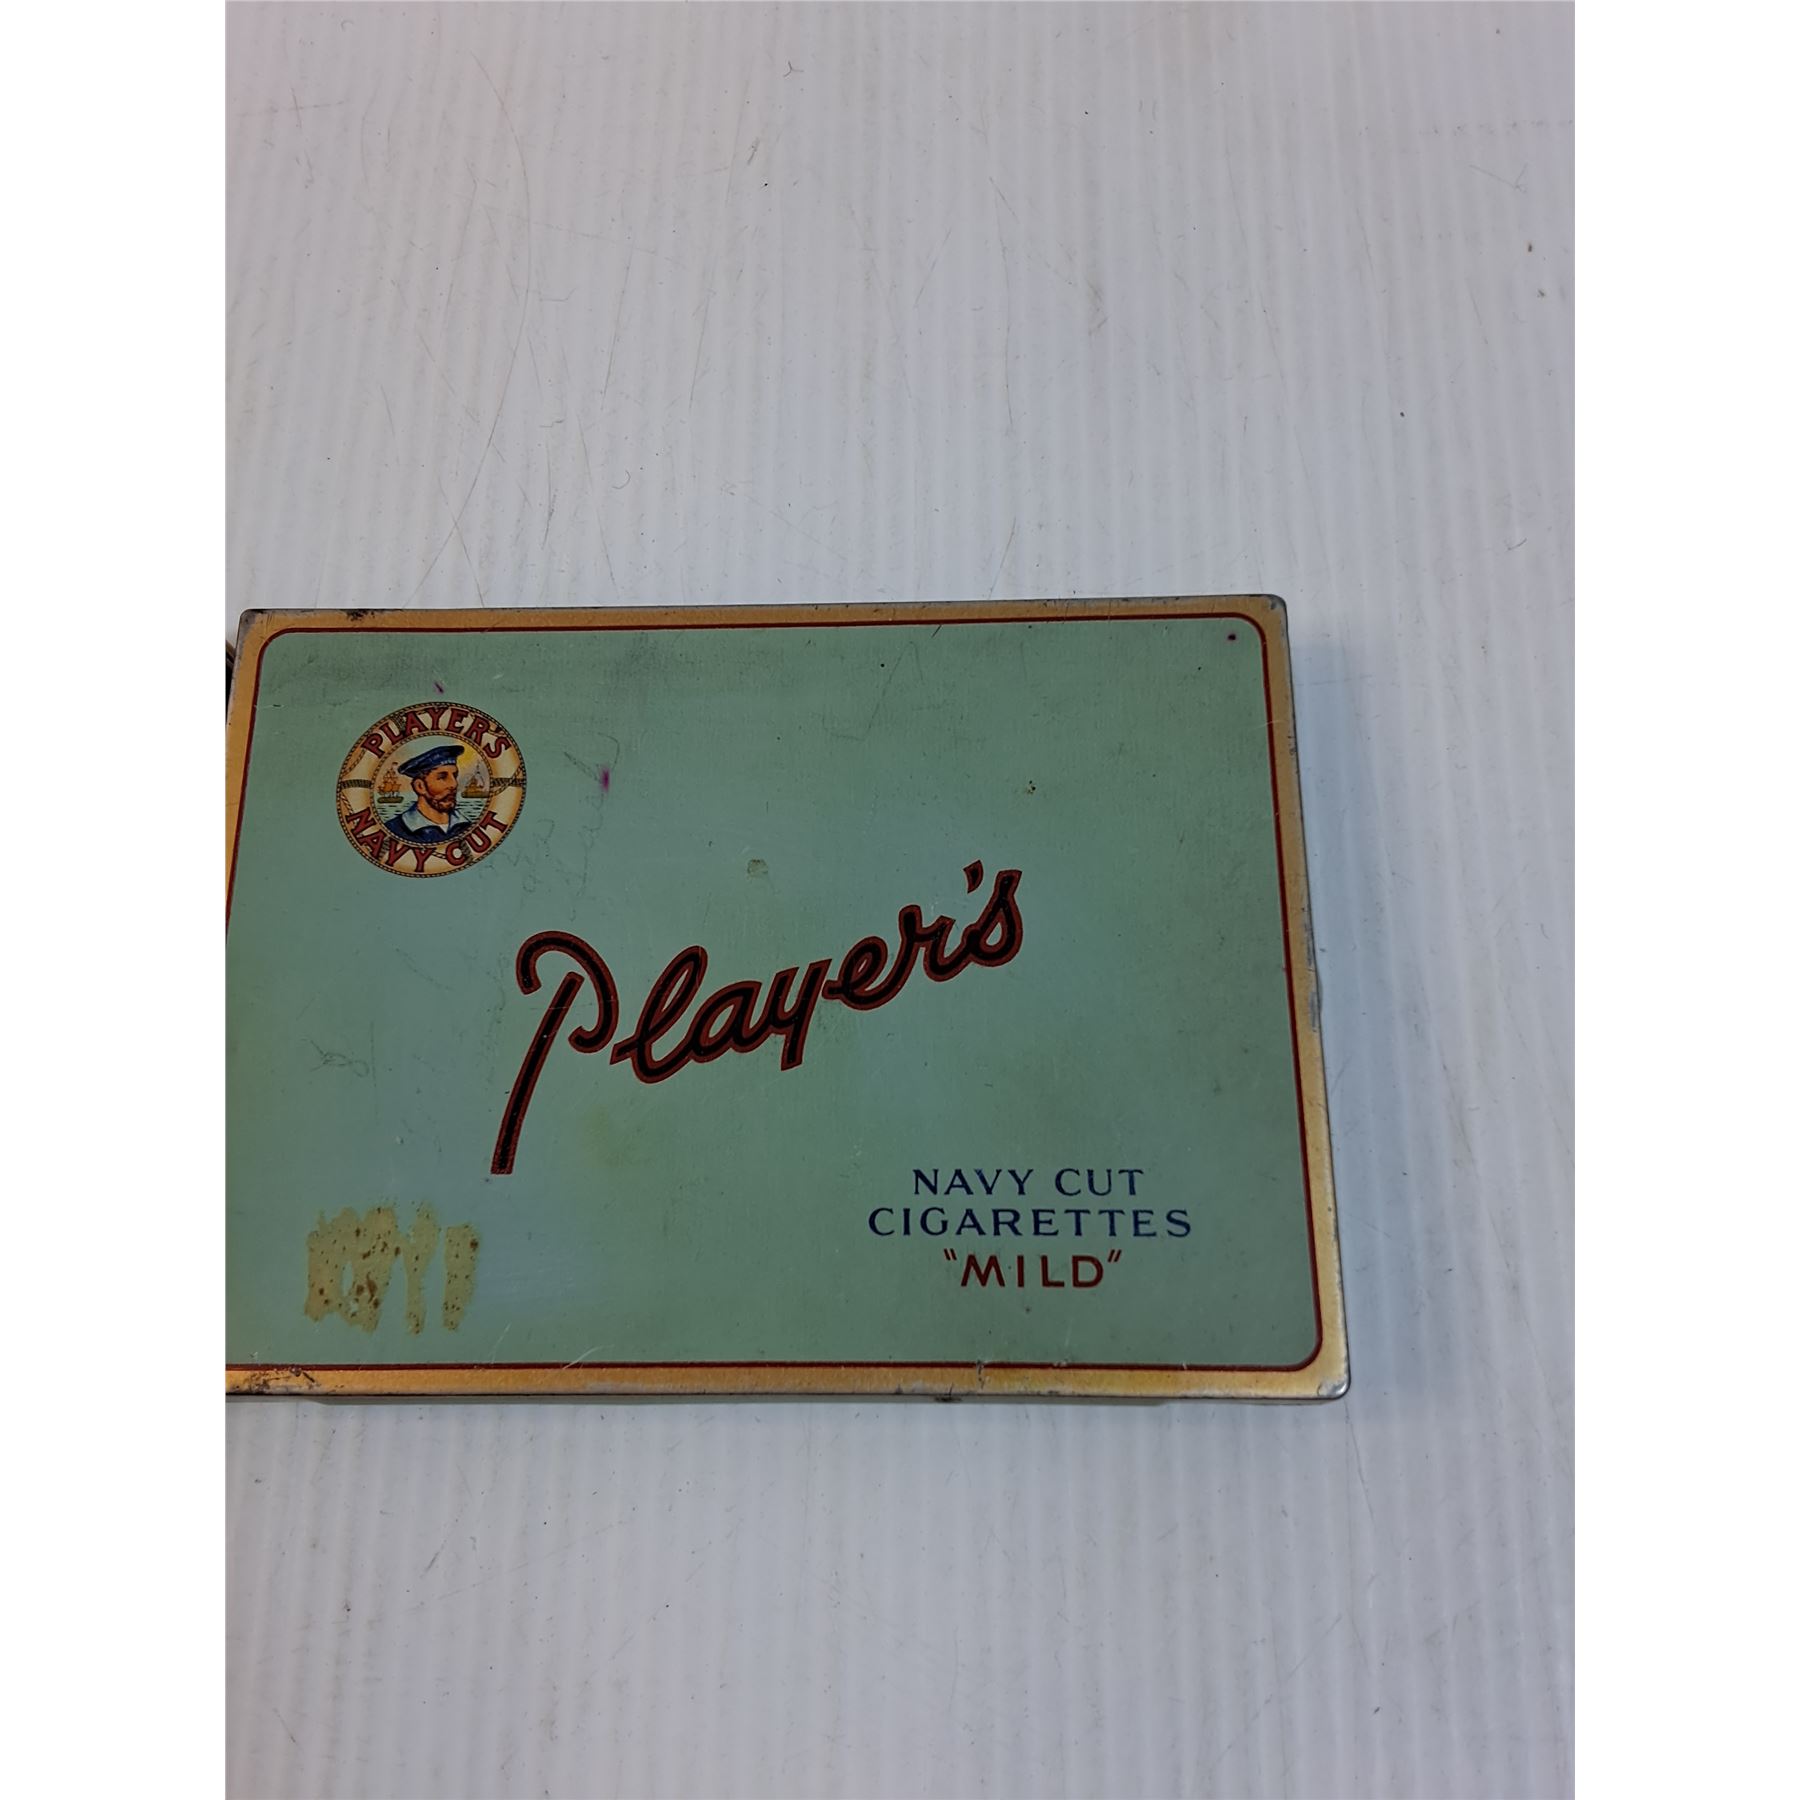 PLAYER'S
NAVY CUT
Player's
NAVY CUT
CIGARETTES
"MILD"